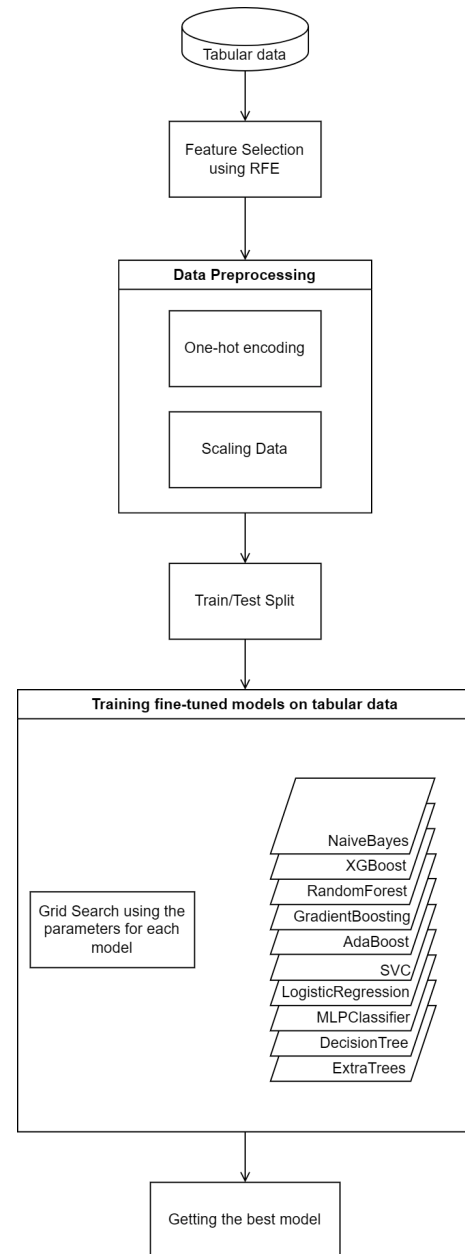 Tabular data
Feature Selection
using RFE
Data Preprocessing
One-hot encoding
Scaling Data
Train/Test Split
Training fine-tuned models on tabular data
NaiveBayes
XGBoost
RandomForest
GradientBoosting
AdaBoost
SVC
LogisticRegression
MLPClassifier
DecisionTree
ExtraTrees
Grid Search using the
parameters for each
model
Getting the best model